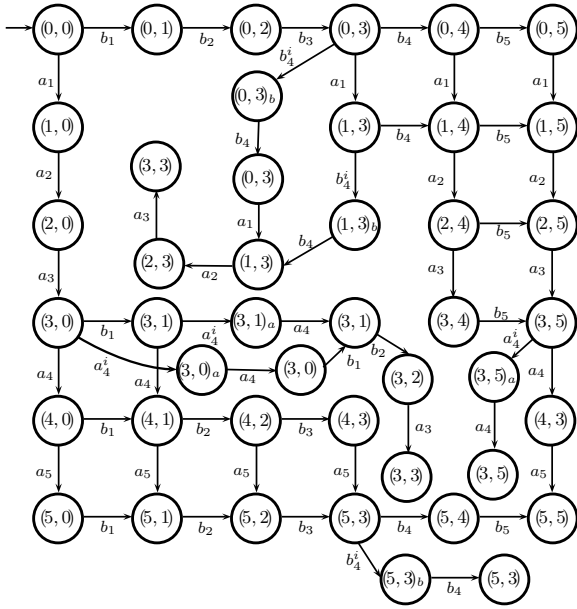 (0, 0) (0, 1) (0, 2) (0, 3) (0, 4) (0, 5)
b₁ b₂ b₃ b₄ b₅
a₁ b₄ⁱ a₁ a₁ a₁
(0, 3)_b
(1, 0) b₄ (1, 3) b₄ (1, 4) b₅ (1, 5)
a₂ (3, 3) (0, 3) b₄ⁱ a₂ a₂
a₃ a₁
(2, 0) (2, 3) a₂ (1, 3) b₄ (1, 3)_b (2, 4) b₅ (2, 5)
a₃ a₃ a₃
(3, 0) b₁ (3, 1) a₄ⁱ (3, 1)_a a₄ (3, 1) (3, 4) b₅ (3, 5)
a₄ⁱ (3, 0)_a a₄ (3, 0) b₁ b₂ a₄ⁱ
a₄ a₄ (3, 2) (3, 5)_a a₄
(4, 0) b₁ (4, 1) b₂ (4, 2) b₃ (4, 3) a₃ a₄ (4, 3)
a₅ a₅ a₅ a₅ (3, 3) (3, 5) a₅
(5, 0) b₁ (5, 1) b₂ (5, 2) b₃ (5, 3) b₄ (5, 4) b₅ (5, 5)
b₄ⁱ (5, 3)_b b₄ (5, 3)